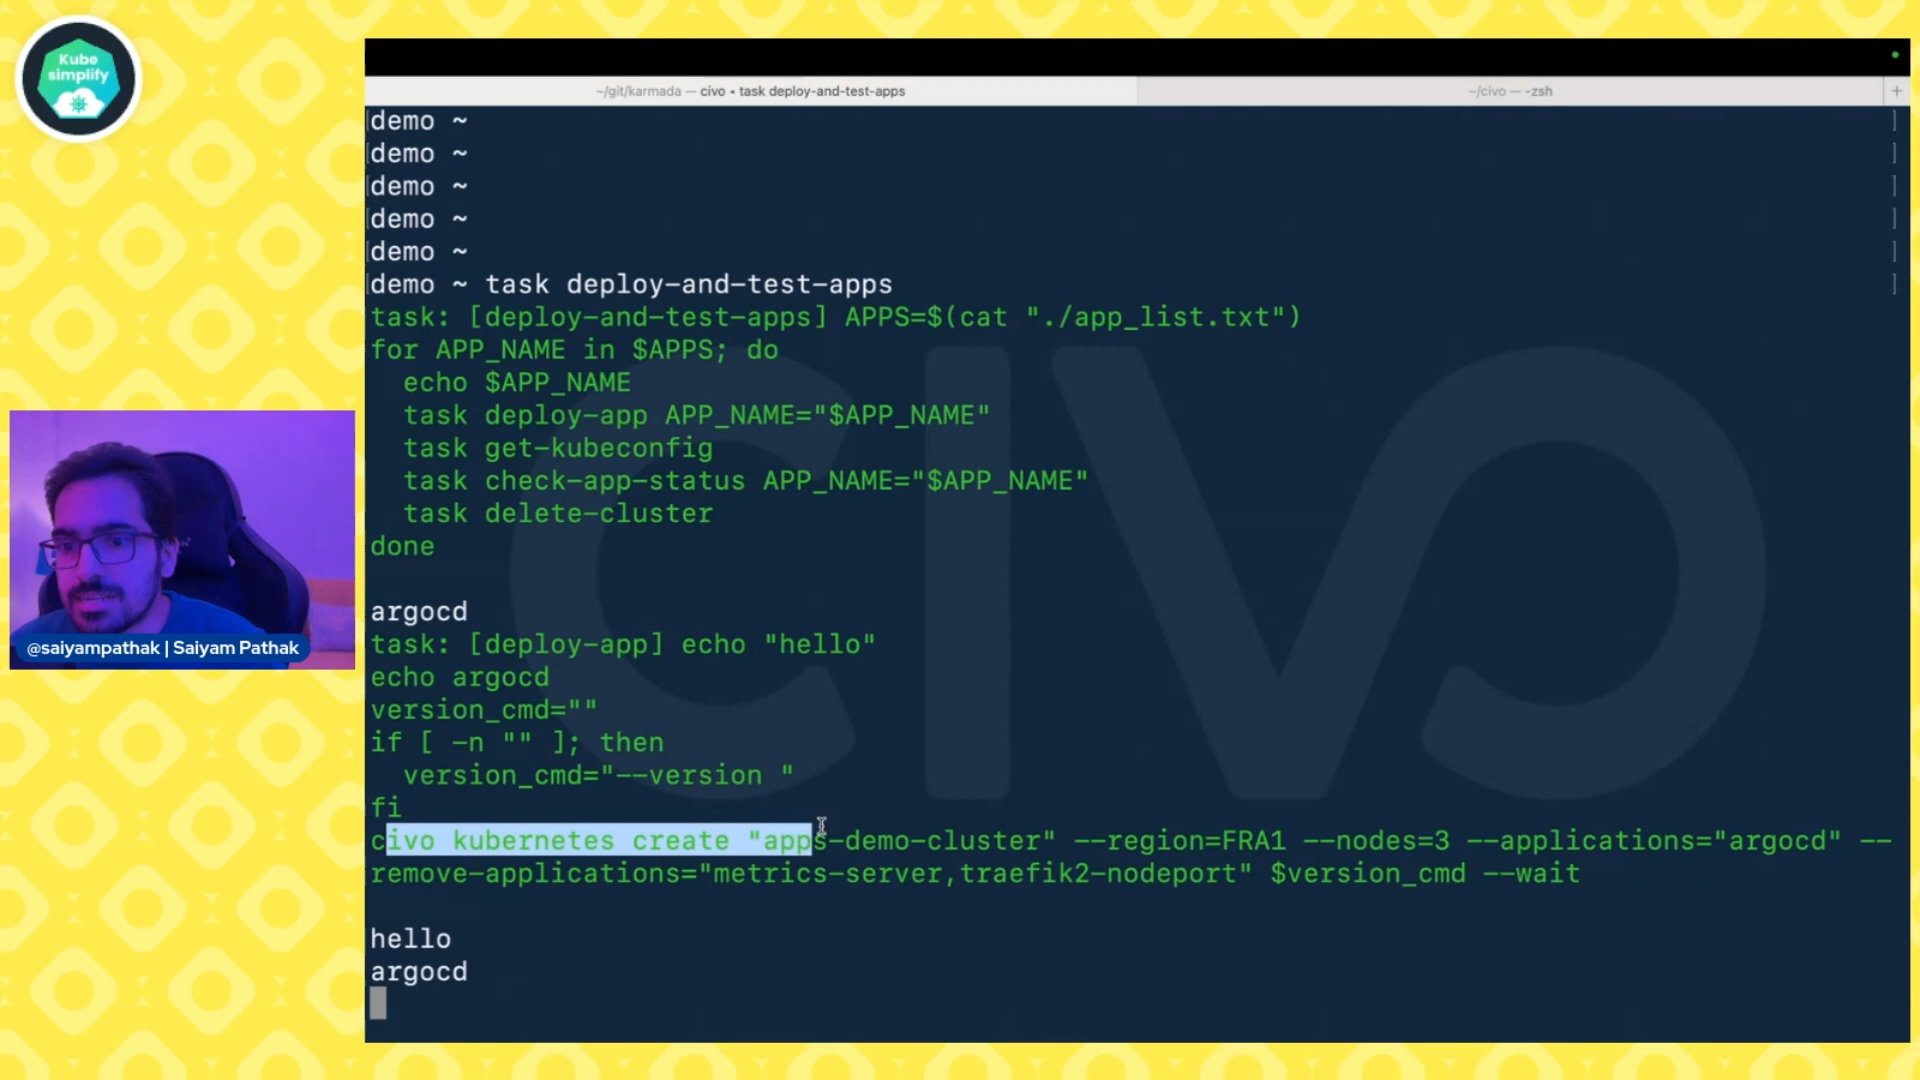 Kube
simplify
~/git/karmada — civo • task deploy-and-test-apps
~/civo — -zsh
+
demo ~
demo ~
demo ~
demo ~
demo ~
demo ~ task deploy-and-test-apps
task: [deploy-and-test-apps] APPS=$(cat "./app_list.txt")
for APP_NAME in $APPS; do
  echo $APP_NAME
  task deploy-app APP_NAME="$APP_NAME"
  task get-kubeconfig
  task check-app-status APP_NAME="$APP_NAME"
  task delete-cluster
done
argocd
task: [deploy-app] echo "hello"
echo argocd
version_cmd=""
if [ -n "" ]; then
  version_cmd="--version "
fi
civo kubernetes create "apps-demo-cluster" --region=FRA1 --nodes=3 --applications="argocd" --
remove-applications="metrics-server,traefik2-nodeport" $version_cmd --wait
hello
argocd
CIVO
@saiyampathak | Saiyam Pathak